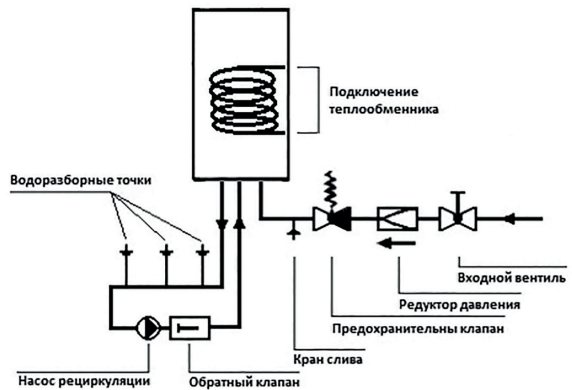 Подключение
теплообменника
Водоразборные точки
Входной вентиль
Редуктор давления
Предохранительны клапан
Кран слива
Насос рециркуляции
Обратный клапан